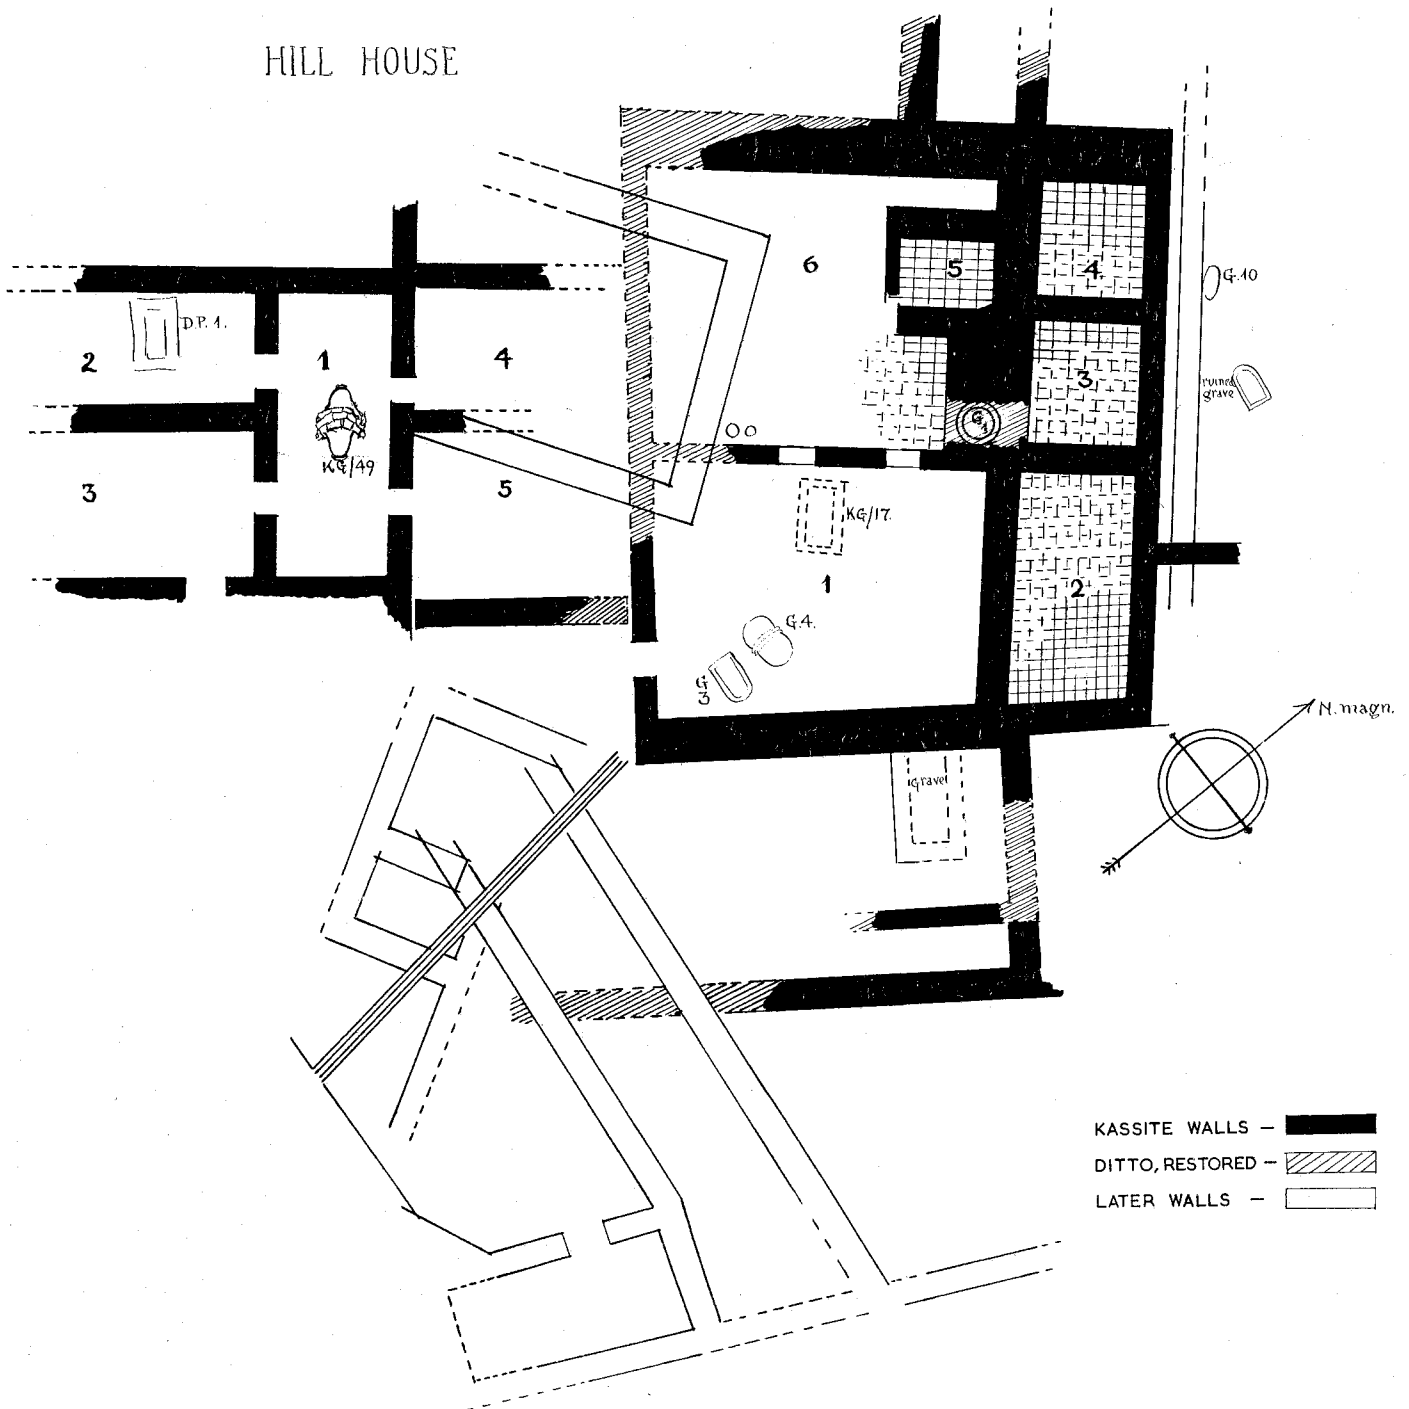 HILL HOUSE
6
5
4
G.10
D.P. 1.
2
1
4
3
ruined
grave
G
1
KG/49
3
5
KG/17.
1
2
G.4.
G
3
N. magn.
Grave
KASSITE WALLS –
DITTO, RESTORED –
LATER WALLS –